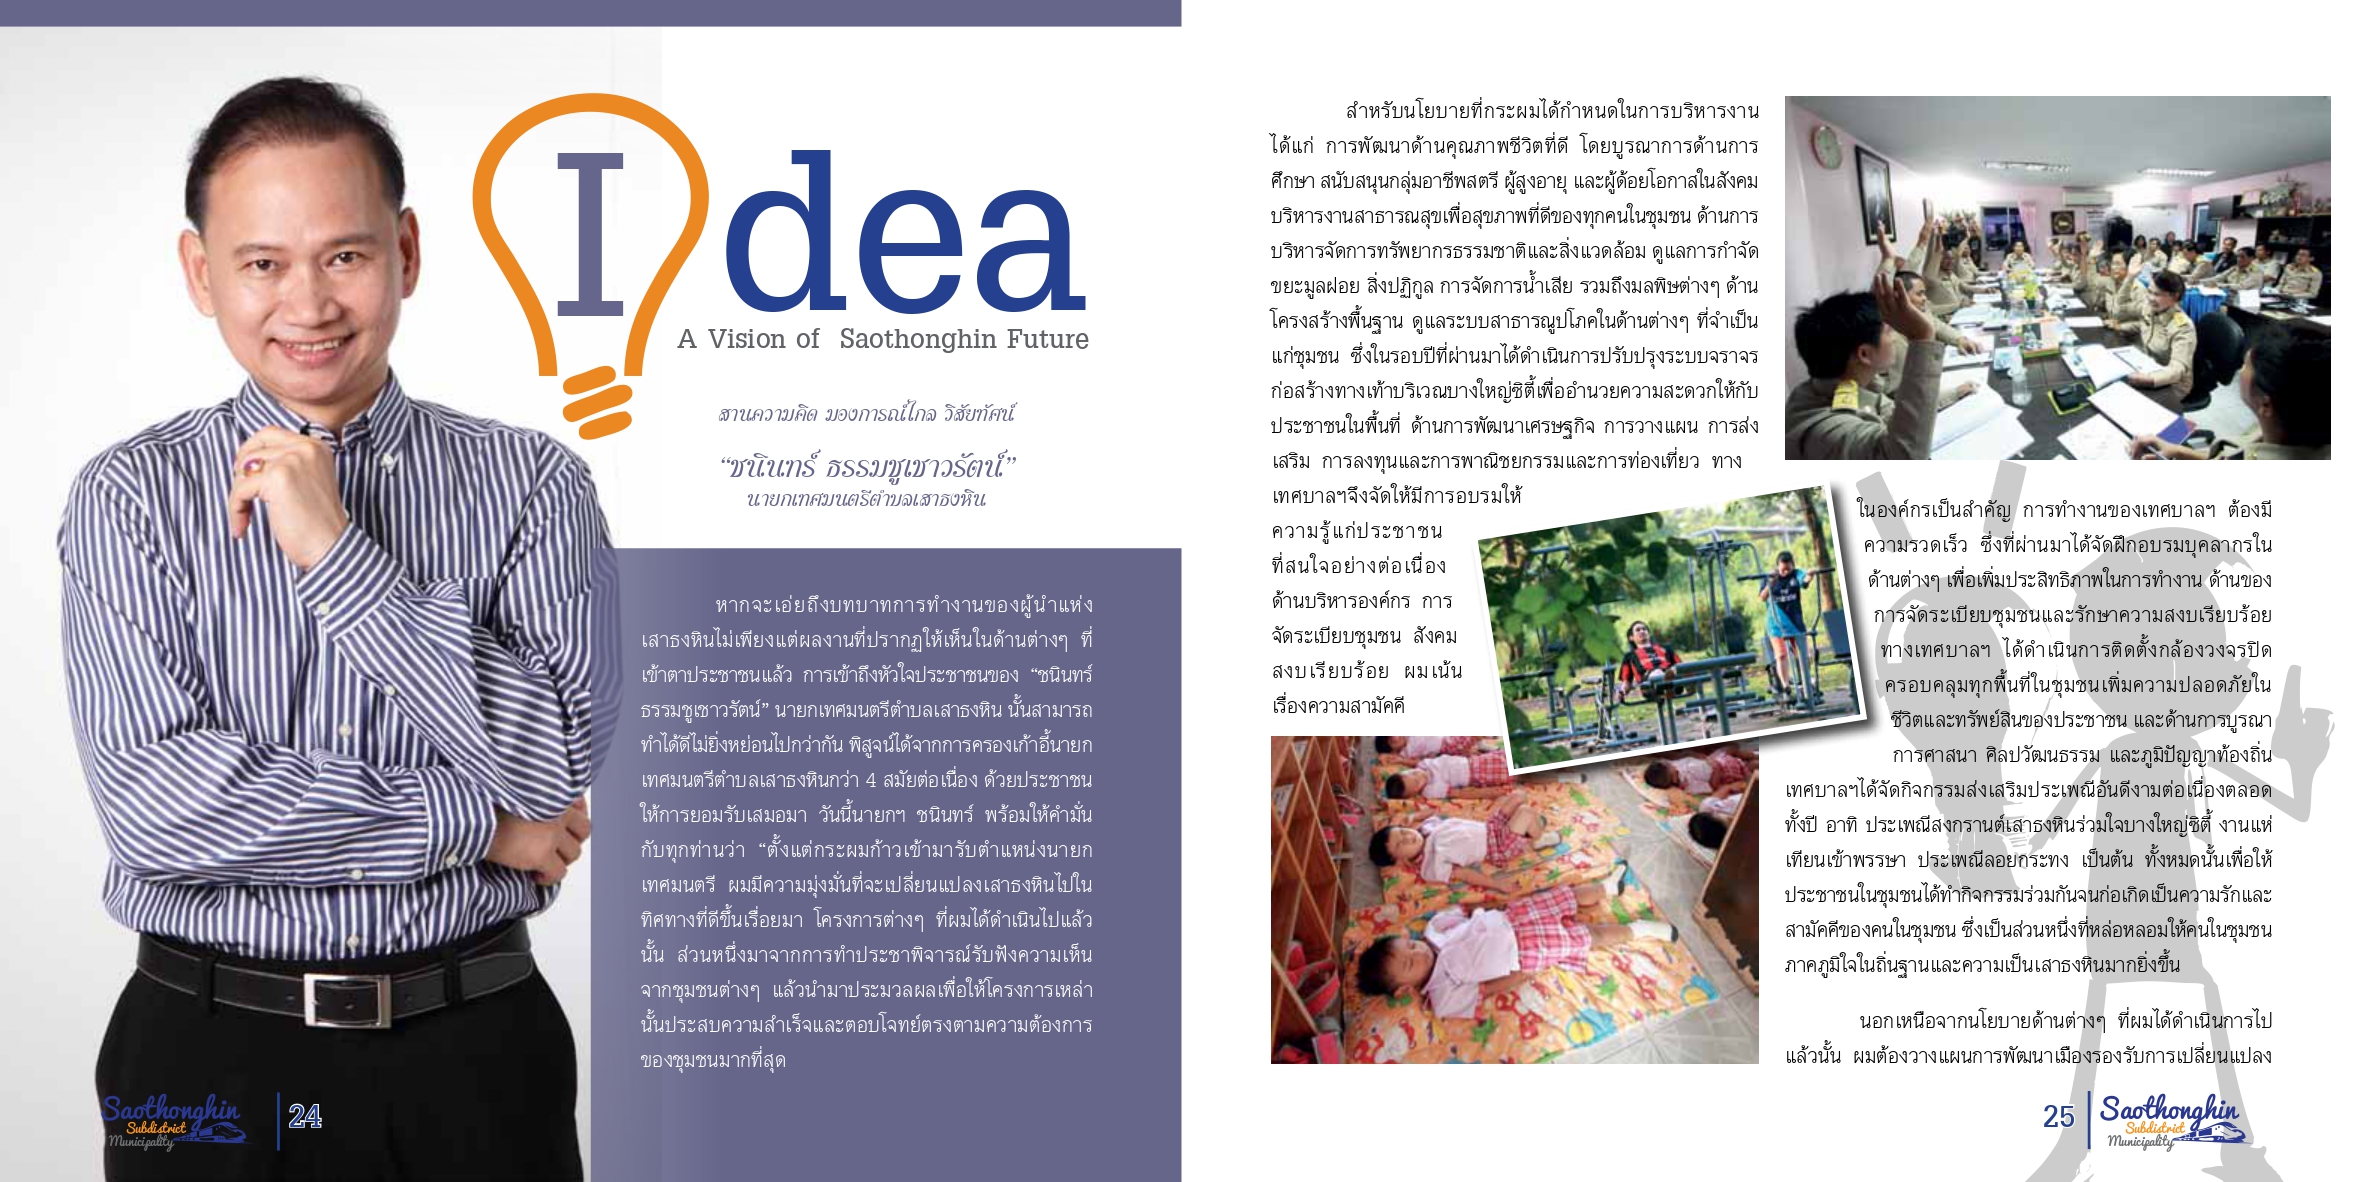 Idea
A Vision of Saothonghin Future
สานความคิด มองการณ์ไกล วิสัยทัศน์
“ชนินทร์ ธรรมชูเชาวรัตน์”
นายกเทศมนตรีตำบลเสาธงหิน
หากจะเอ่ยถึงบทบาทการทำงานของผู้นำแห่ง
เสาธงหินไม่เพียงแต่ผลงานที่ปรากฏให้เห็นในด้านต่างๆ ที่
เข้าตาประชาชนแล้ว การเข้าถึงหัวใจประชาชนของ “ชนินทร์
ธรรมชูเชาวรัตน์” นายกเทศมนตรีตำบลเสาธงหิน นั้นสามารถ
ทำได้ดีไม่ยิ่งหย่อนไปกว่ากัน พิสูจน์ได้จากการครองเก้าอี้นายก
เทศมนตรีตำบลเสาธงหินกว่า 4 สมัยต่อเนื่อง ด้วยประชาชน
ให้การยอมรับเสมอมา วันนี้นายกฯ ชนินทร์ พร้อมให้คำมั่น
กับทุกท่านว่า “ตั้งแต่กระผมก้าวเข้ามารับตำแหน่งนายก
เทศมนตรี ผมมีความมุ่งมั่นที่จะเปลี่ยนแปลงเสาธงหินไปใน
ทิศทางที่ดีขึ้นเรื่อยมา โครงการต่างๆ ที่ผมได้ดำเนินไปแล้ว
นั้น ส่วนหนึ่งมาจากการทำประชาพิจารณ์รับฟังความเห็น
จากชุมชนต่างๆ แล้วนำมาประมวลผลเพื่อให้โครงการเหล่า
นั้นประสบความสำเร็จและตอบโจทย์ตรงตามความต้องการ
ของชุมชนมากที่สุด
Saothonghin
Subdistrict
Municipality
24
สำหรับนโยบายที่กระผมได้กำหนดในการบริหารงาน
ได้แก่ การพัฒนาด้านคุณภาพชีวิตที่ดี โดยบูรณาการด้านการ
ศึกษา สนับสนุนกลุ่มอาชีพสตรี ผู้สูงอายุ และผู้ด้อยโอกาสในสังคม
บริหารงานสาธารณสุขเพื่อสุขภาพที่ดีของทุกคนในชุมชน ด้านการ
บริหารจัดการทรัพยากรธรรมชาติและสิ่งแวดล้อม ดูแลการกำจัด
ขยะมูลฝอย สิ่งปฏิกูล การจัดการน้ำเสีย รวมถึงมลพิษต่างๆ ด้าน
โครงสร้างพื้นฐาน ดูแลระบบสาธารณูปโภคในด้านต่างๆ ที่จำเป็น
แก่ชุมชน ซึ่งในรอบปีที่ผ่านมาได้ดำเนินการปรับปรุงระบบจราจร
ก่อสร้างทางเท้าบริเวณบางใหญ่ซิตี้เพื่ออำนวยความสะดวกให้กับ
ประชาชนในพื้นที่ ด้านการพัฒนาเศรษฐกิจ การวางแผน การส่ง
เสริม การลงทุนและการพาณิชยกรรมและการท่องเที่ยว ทาง
เทศบาลฯจึงจัดให้มีการอบรมให้
ความรู้แก่ประชาชน
ที่สนใจอย่างต่อเนื่อง
ด้านบริหารองค์กร การ
จัดระเบียบชุมชน สังคม
สงบเรียบร้อย ผมเน้น
เรื่องความสามัคคี
ในองค์กรเป็นสำคัญ การทำงานของเทศบาลฯ ต้องมี
ความรวดเร็ว ซึ่งที่ผ่านมาได้จัดฝึกอบรมบุคลากรใน
ด้านต่างๆ เพื่อเพิ่มประสิทธิภาพในการทำงาน ด้านของ
การจัดระเบียบชุมชนและรักษาความสงบเรียบร้อย
ทางเทศบาลฯ ได้ดำเนินการติดตั้งกล้องวงจรปิด
ครอบคลุมทุกพื้นที่ในชุมชนเพิ่มความปลอดภัยใน
ชีวิตและทรัพย์สินของประชาชน และด้านการบูรณา
การศาสนา ศิลปวัฒนธรรม และภูมิปัญญาท้องถิ่น
เทศบาลฯได้จัดกิจกรรมส่งเสริมประเพณีอันดีงามต่อเนื่องตลอด
ทั้งปี อาทิ ประเพณีสงกรานต์เสาธงหินร่วมใจบางใหญ่ซิตี้ งานแห่
เทียนเข้าพรรษา ประเพณีลอยกระทง เป็นต้น ทั้งหมดนั้นเพื่อให้
ประชาชนในชุมชนได้ทำกิจกรรมร่วมกันจนก่อเกิดเป็นความรักและ
สามัคคีของคนในชุมชน ซึ่งเป็นส่วนหนึ่งที่หล่อหลอมให้คนในชุมชน
ภาคภูมิใจในถิ่นฐานและความเป็นเสาธงหินมากยิ่งขึ้น
นอกเหนือจากนโยบายด้านต่างๆ ที่ผมได้ดำเนินการไป
แล้วนั้น ผมต้องวางแผนการพัฒนาเมืองรองรับการเปลี่ยนแปลง
25
Saothonghin
Subdistrict
Municipality